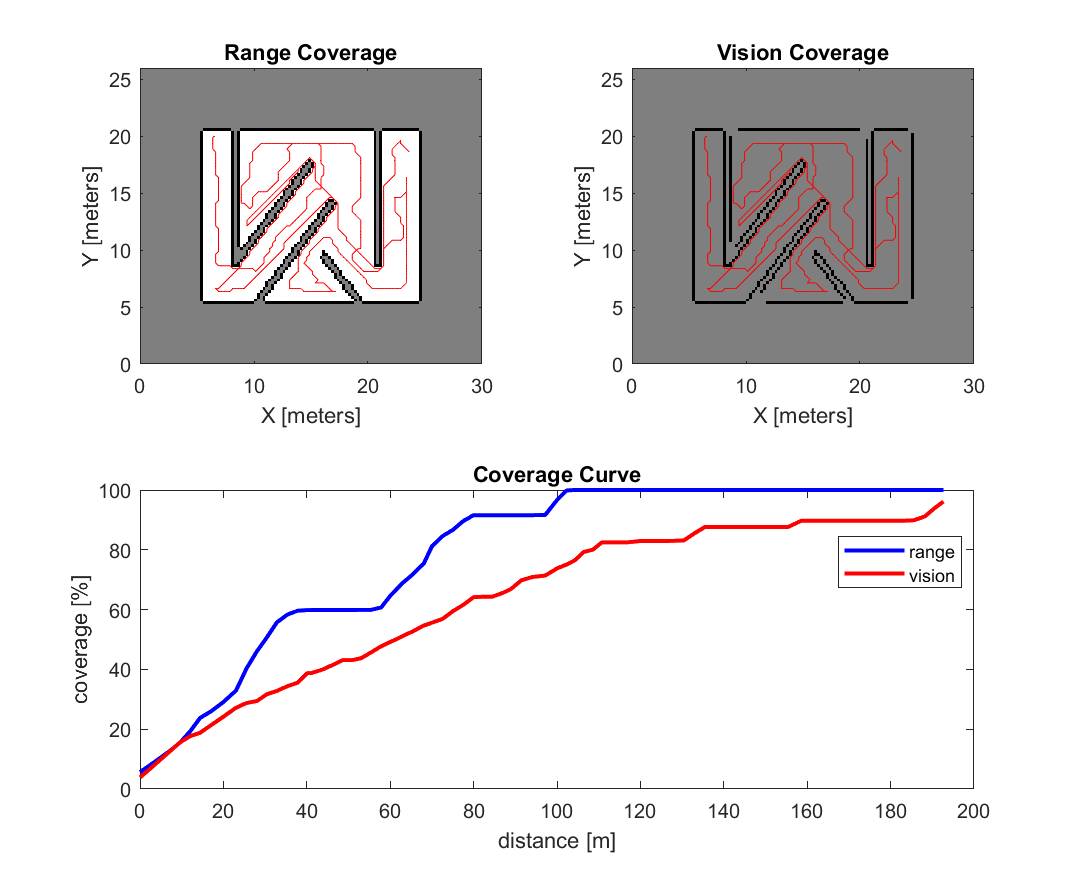 Range Coverage
Vision Coverage
25
20
15
10
5
0
0 10 20 30
X [meters]
Y [meters]
25
20
15
10
5
0
0 10 20 30
X [meters]
Y [meters]
Coverage Curve
100
80
60
40
20
0
0 20 40 60 80 100 120 140 160 180 200
distance [m]
coverage [%]
range
vision